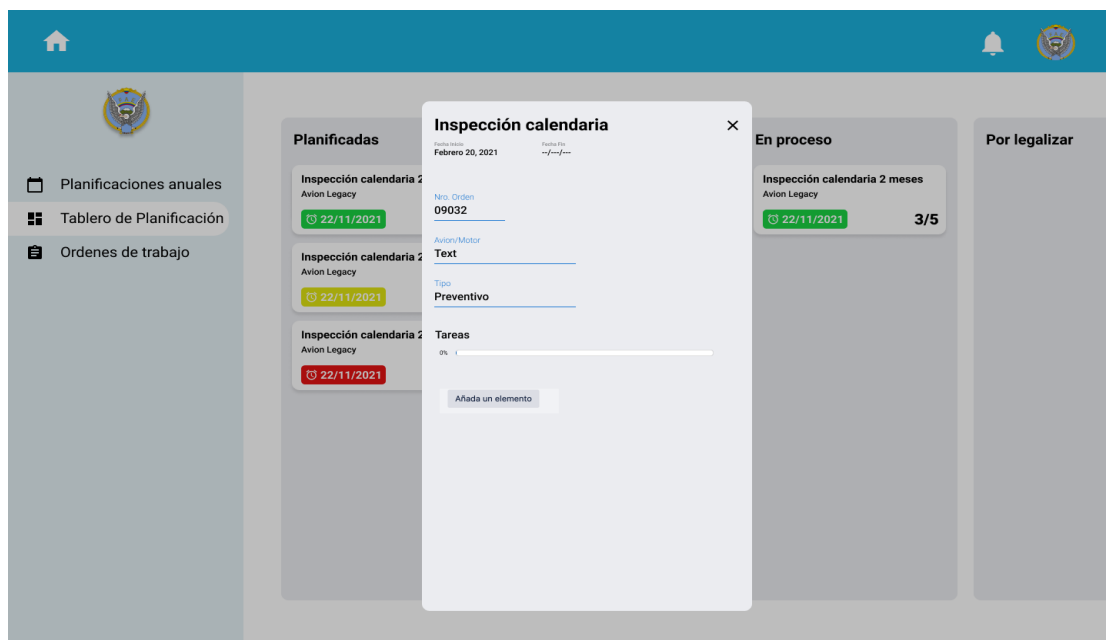 Planificaciones anuales
Tablero de Planificación
Ordenes de trabajo
Planificadas
Inspección calendaria 2
Avion Legacy
22/11/2021
Inspección calendaria 2
Avion Legacy
22/11/2021
Inspección calendaria 2
Avion Legacy
22/11/2021
Inspección calendaria
Fecha Inicio
Fecha Fin
Febrero 20, 2021
--/---/---
Nro. Orden
09032
Avion/Motor
Text
Tipo
Preventivo
Tareas
0%
Añada un elemento
En proceso
Inspección calendaria 2 meses
Avion Legacy
22/11/2021
3/5
Por legalizar